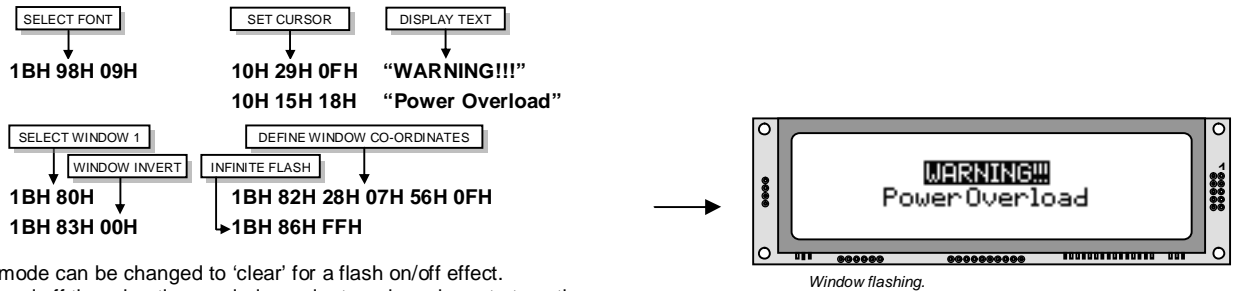 SELECT FONT SET CURSOR DISPLAY TEXT
1BH 98H 09H 10H 29H 0FH “WARNING!!!”
10H 15H 18H “Power Overload”
SELECT WINDOW 1 DEFINE WINDOW CO-ORDINATES
WINDOW INVERT INFINITE FLASH
1BH 80H 1BH 82H 28H 07H 56H 0FH
1BH 83H 00H 1BH 86H FFH
WARNING!!!
Power Overload
1
Window flashing.
mode can be changed to ‘clear’ for a flash on/off effect.